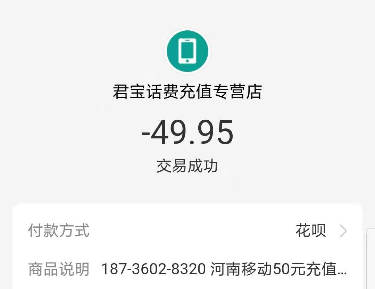 君宝话费充值专营店
-49.95
交易成功
付款方式 花呗
商品说明 187-3602-8320 河南移动50元充值...